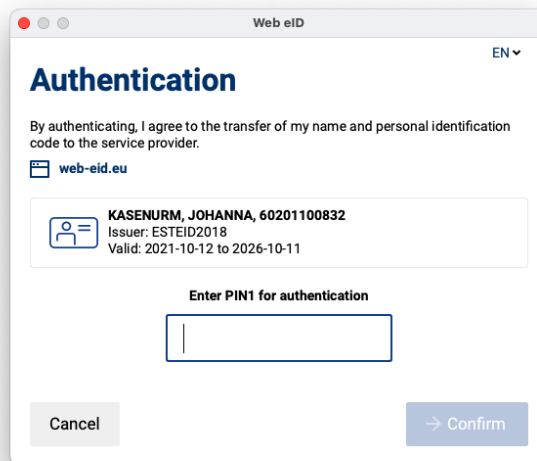 Web eID
EN
Authentication
By authenticating, I agree to the transfer of my name and personal identification
code to the service provider.
web-eid.eu
KASENURM, JOHANNA, 60201100832
Issuer: ESTEID2018
Valid: 2021-10-12 to 2026-10-11
Enter PIN1 for authentication
Cancel
Confirm